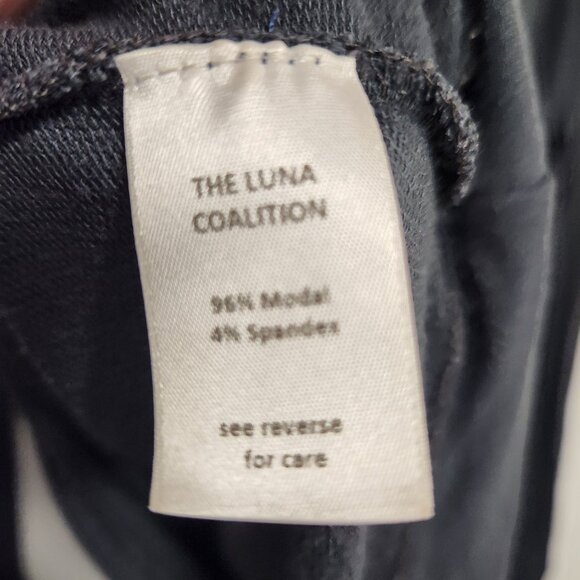 THE LUNA
COALITION
96% Modal
4% Spandex
see reverse
for care